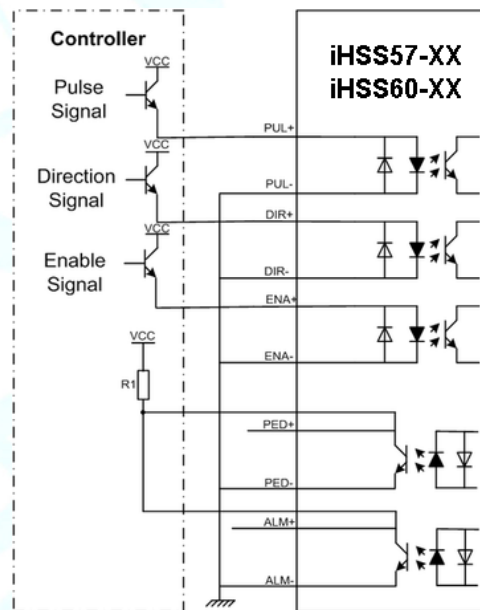 Controller
iHSS57-XX
iHSS60-XX
VCC
Pulse
Signal
PUL+
VCC
Direction
Signal
PUL-
DIR+
VCC
Enable
Signal
DIR-
ENA+
VCC
ENA-
R1
PED+
PED-
ALM+
ALM-